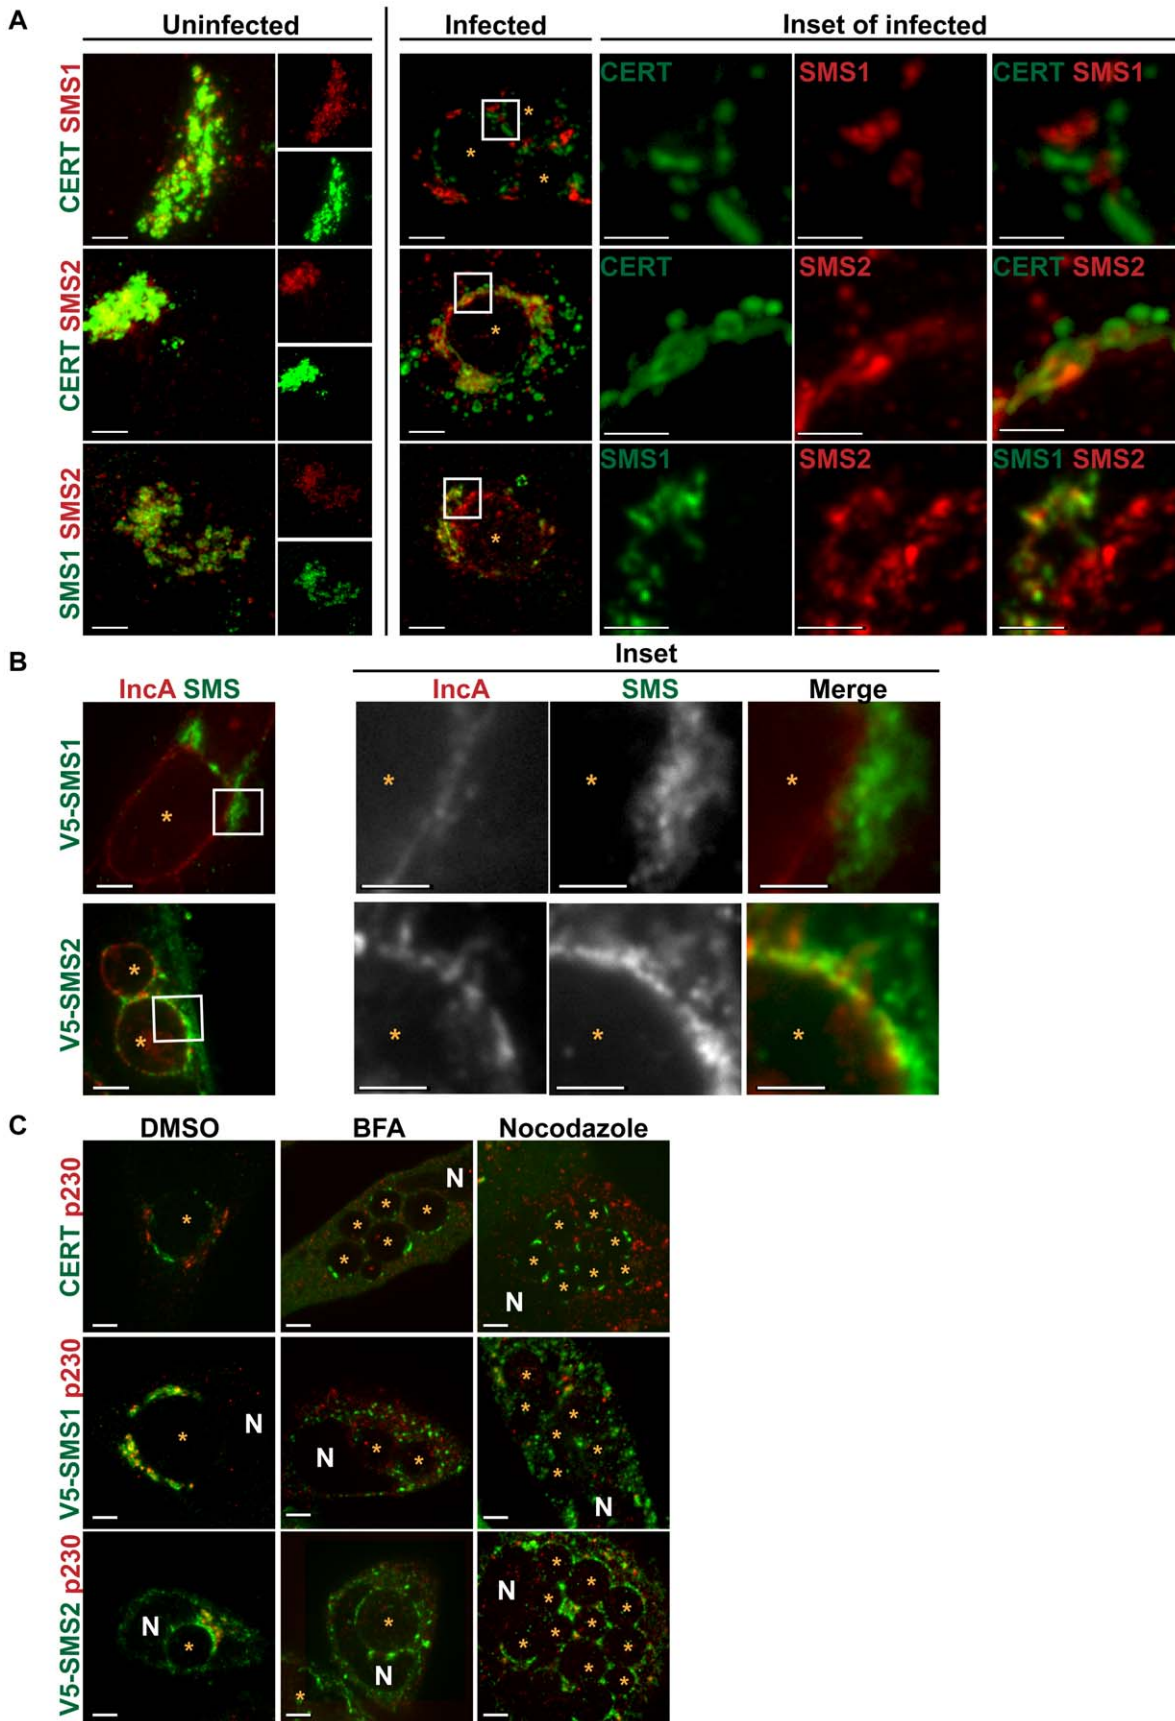 A
Uninfected
Infected
Inset of infected
CERT SMS1
*
*
*
CERT
SMS1
CERT SMS1
CERT SMS2
*
CERT
SMS2
CERT SMS2
SMS1 SMS2
*
SMS1
SMS2
SMS1 SMS2
B
Inset
IncA SMS
IncA
SMS
Merge
V5-SMS1
*
*
*
*
V5-SMS2
*
*
*
*
*
C
DMSO
BFA
Nocodazole
CERT p230
*
N
* * * * * *
N
* * * * * * * *
V5-SMS1 p230
N
*
N
* *
N
* * * * * *
V5-SMS2 p230
N
*
N
* *
N
* * * * * * * * * *